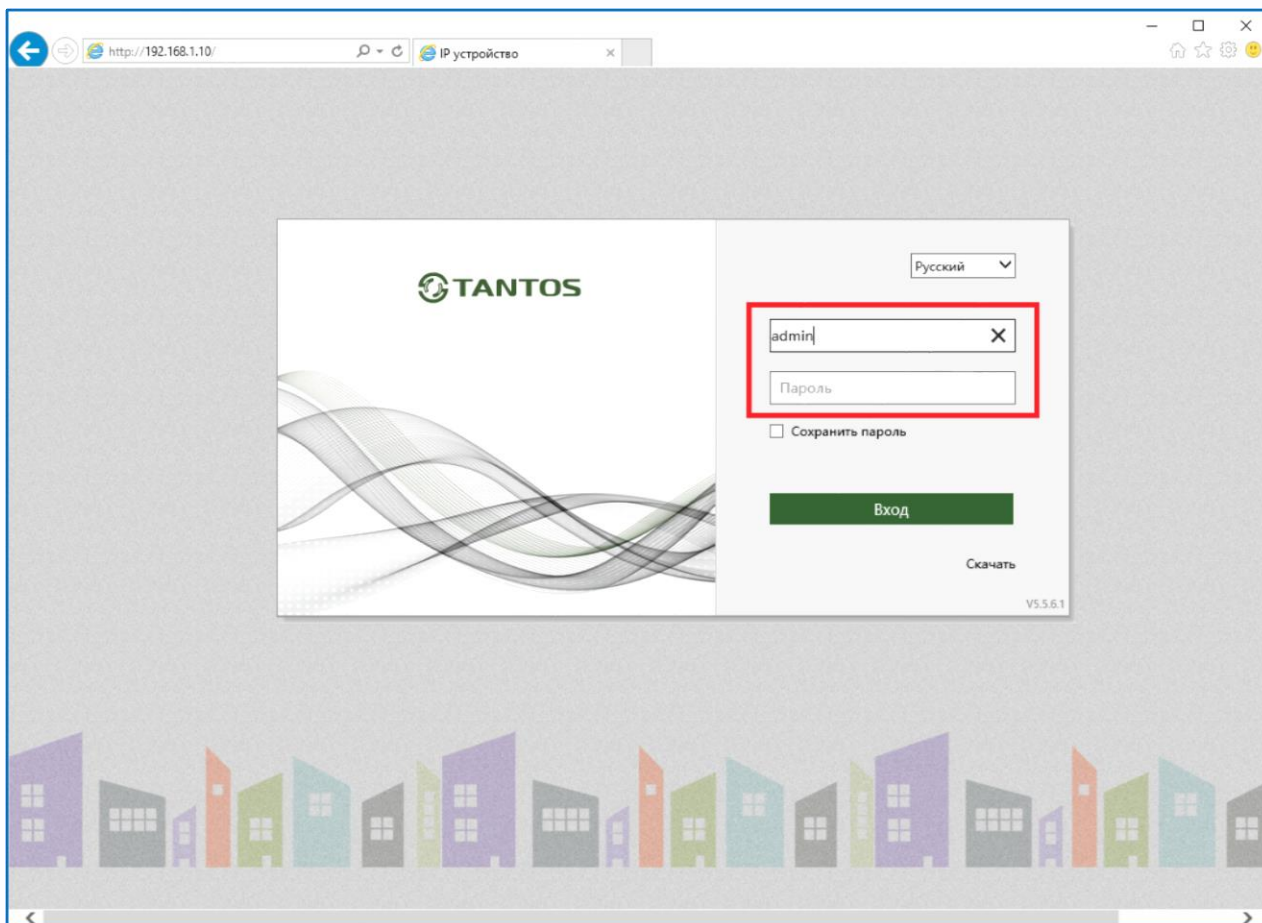 http://192.168.1.10/
IP устройство
TANTOS
Русский
admin
Пароль
Сохранить пароль
Вход
Скачать
V5.5.6.1